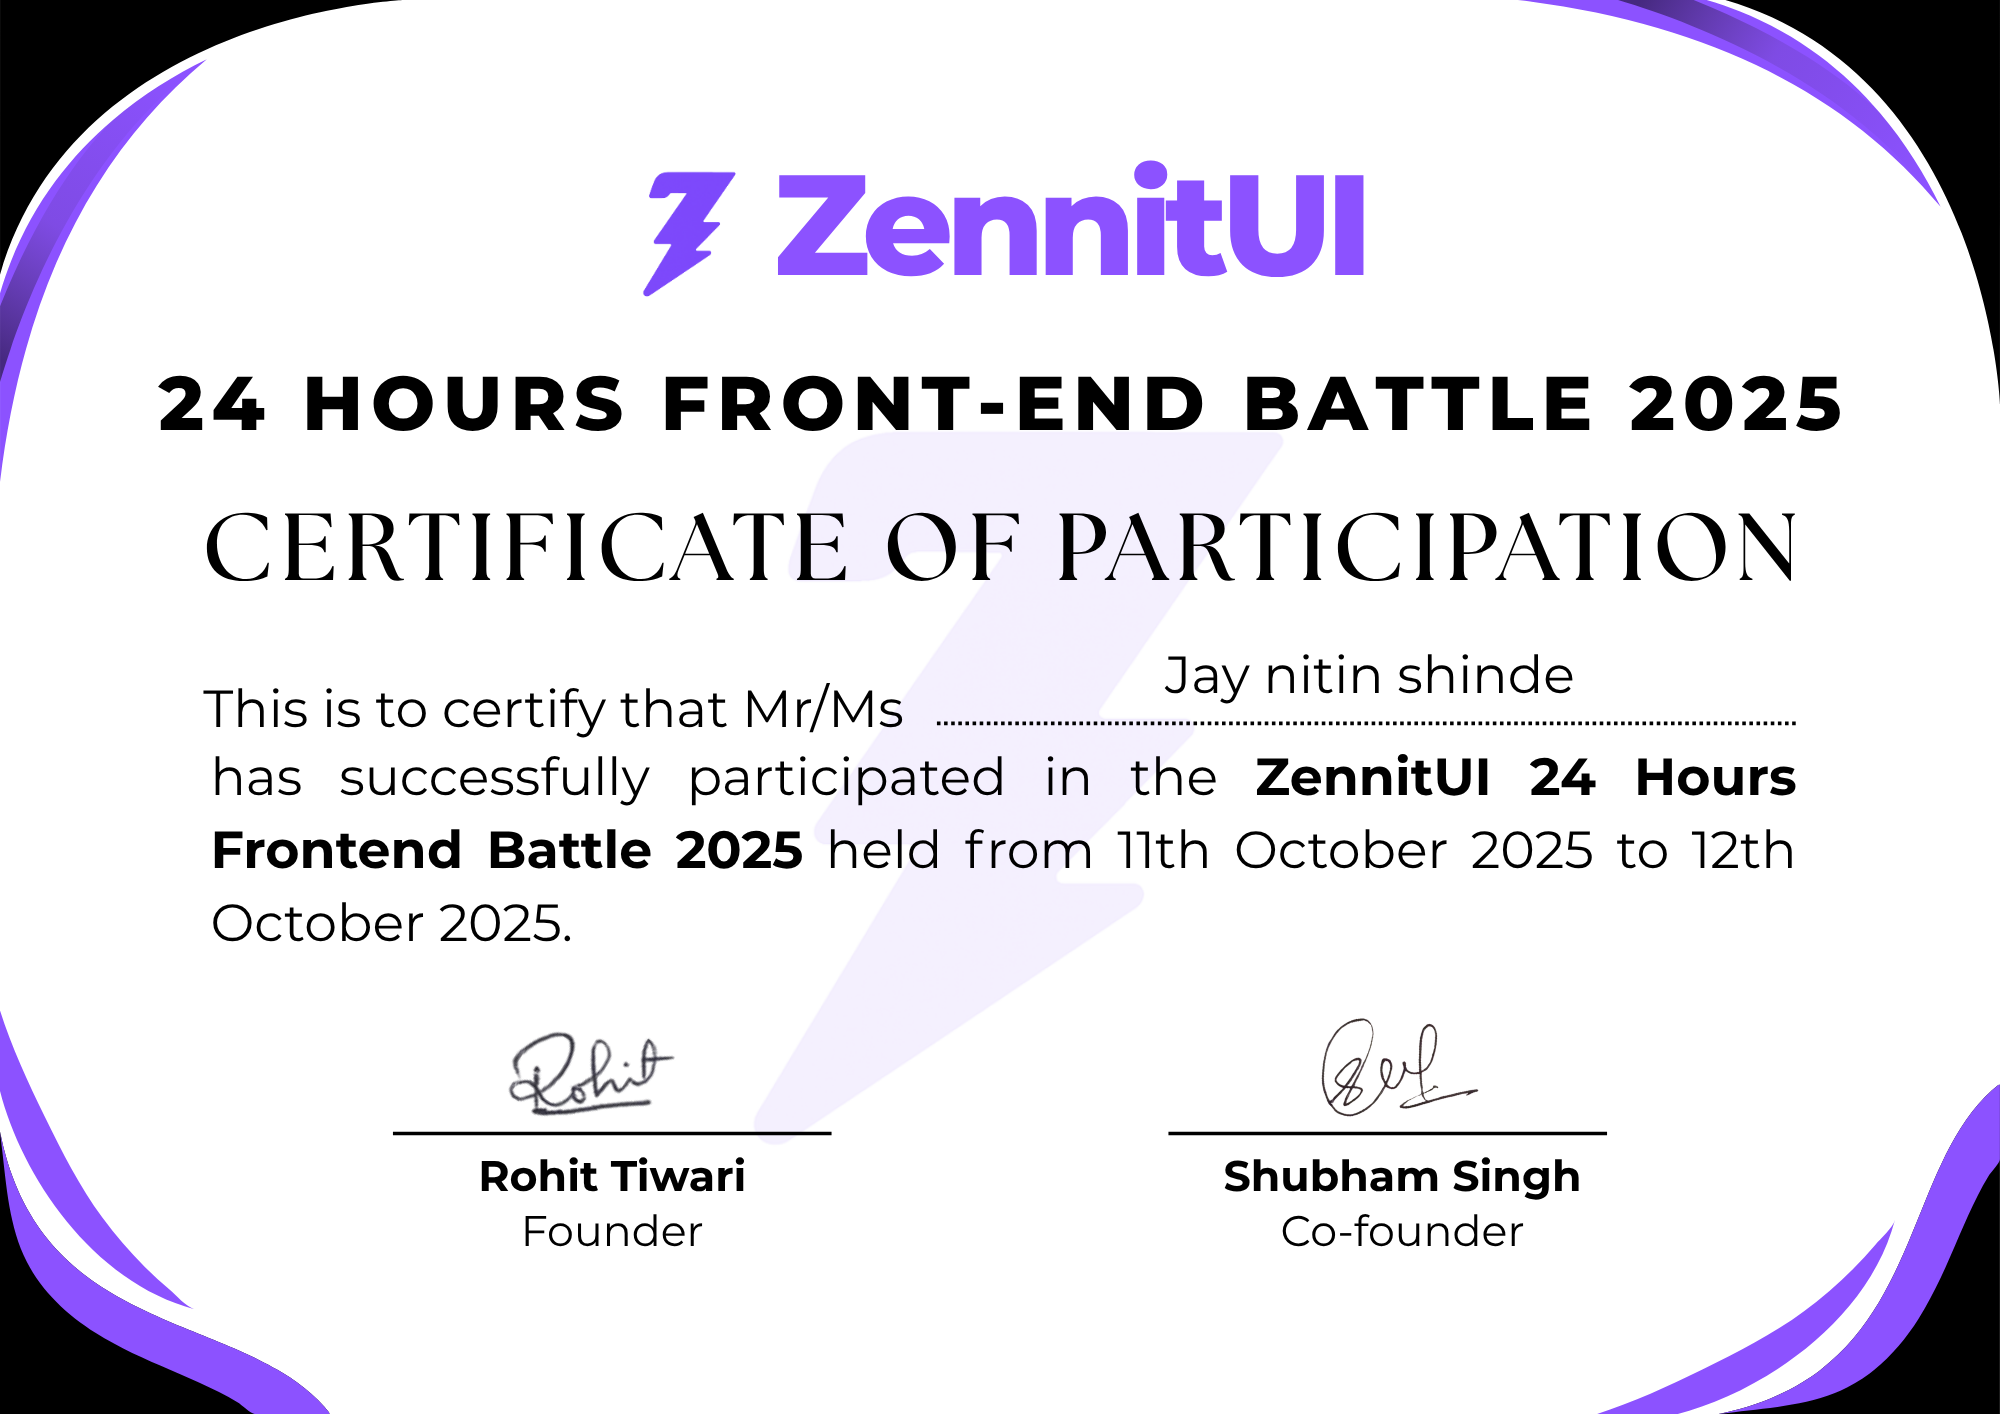 ZennitUI
24 HOURS FRONT-END BATTLE 2025
CERTIFICATE OF PARTICIPATION
Jay nitin shinde
This is to certify that Mr/Ms
has successfully participated in the ZennitUI 24 Hours
Frontend Battle 2025 held from 11th October 2025 to 12th
October 2025.
Rohit
Rohit Tiwari
Founder
Shubham Singh
Co-founder